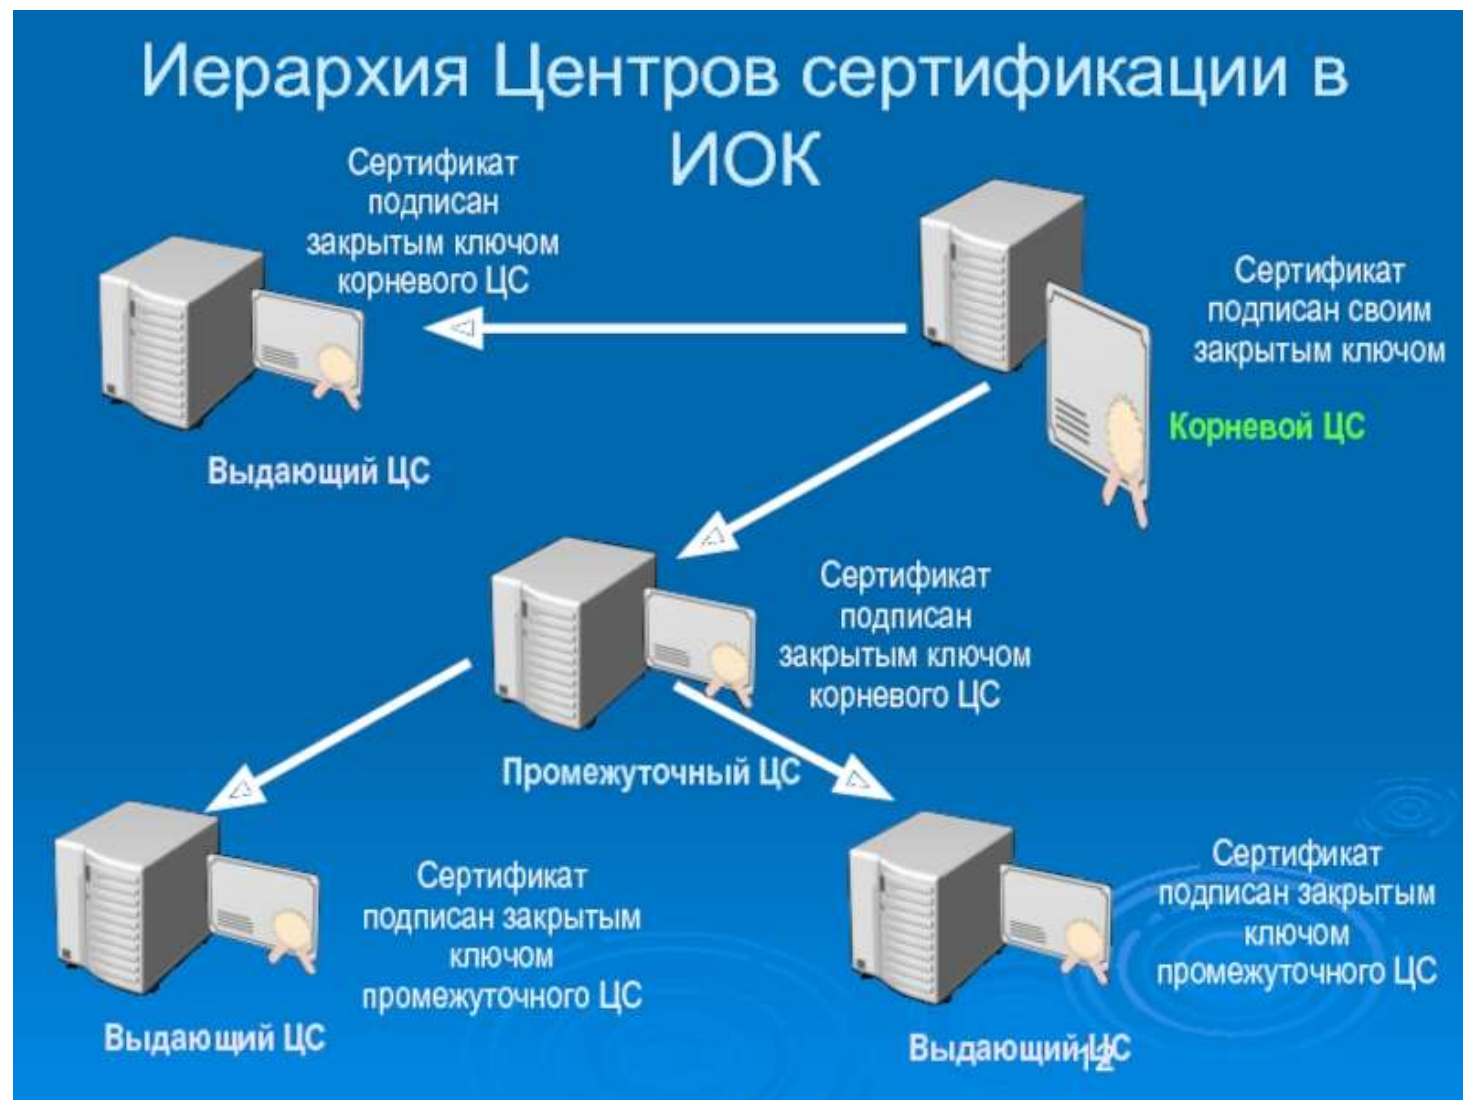 Иерархия Центров сертификации в
ИОК
Сертификат
подписан
закрытым ключом
корневого ЦС
Выдающий ЦС
Сертификат
подписан своим
закрытым ключом
Корневой ЦС
Сертификат
подписан
закрытым ключом
корневого ЦС
Промежуточный ЦС
Сертификат
подписан закрытым
ключом
промежуточного ЦС
Выдающий ЦС
Сертификат
подписан закрытым
ключом
промежуточного ЦС
Выдающий ЦС
12